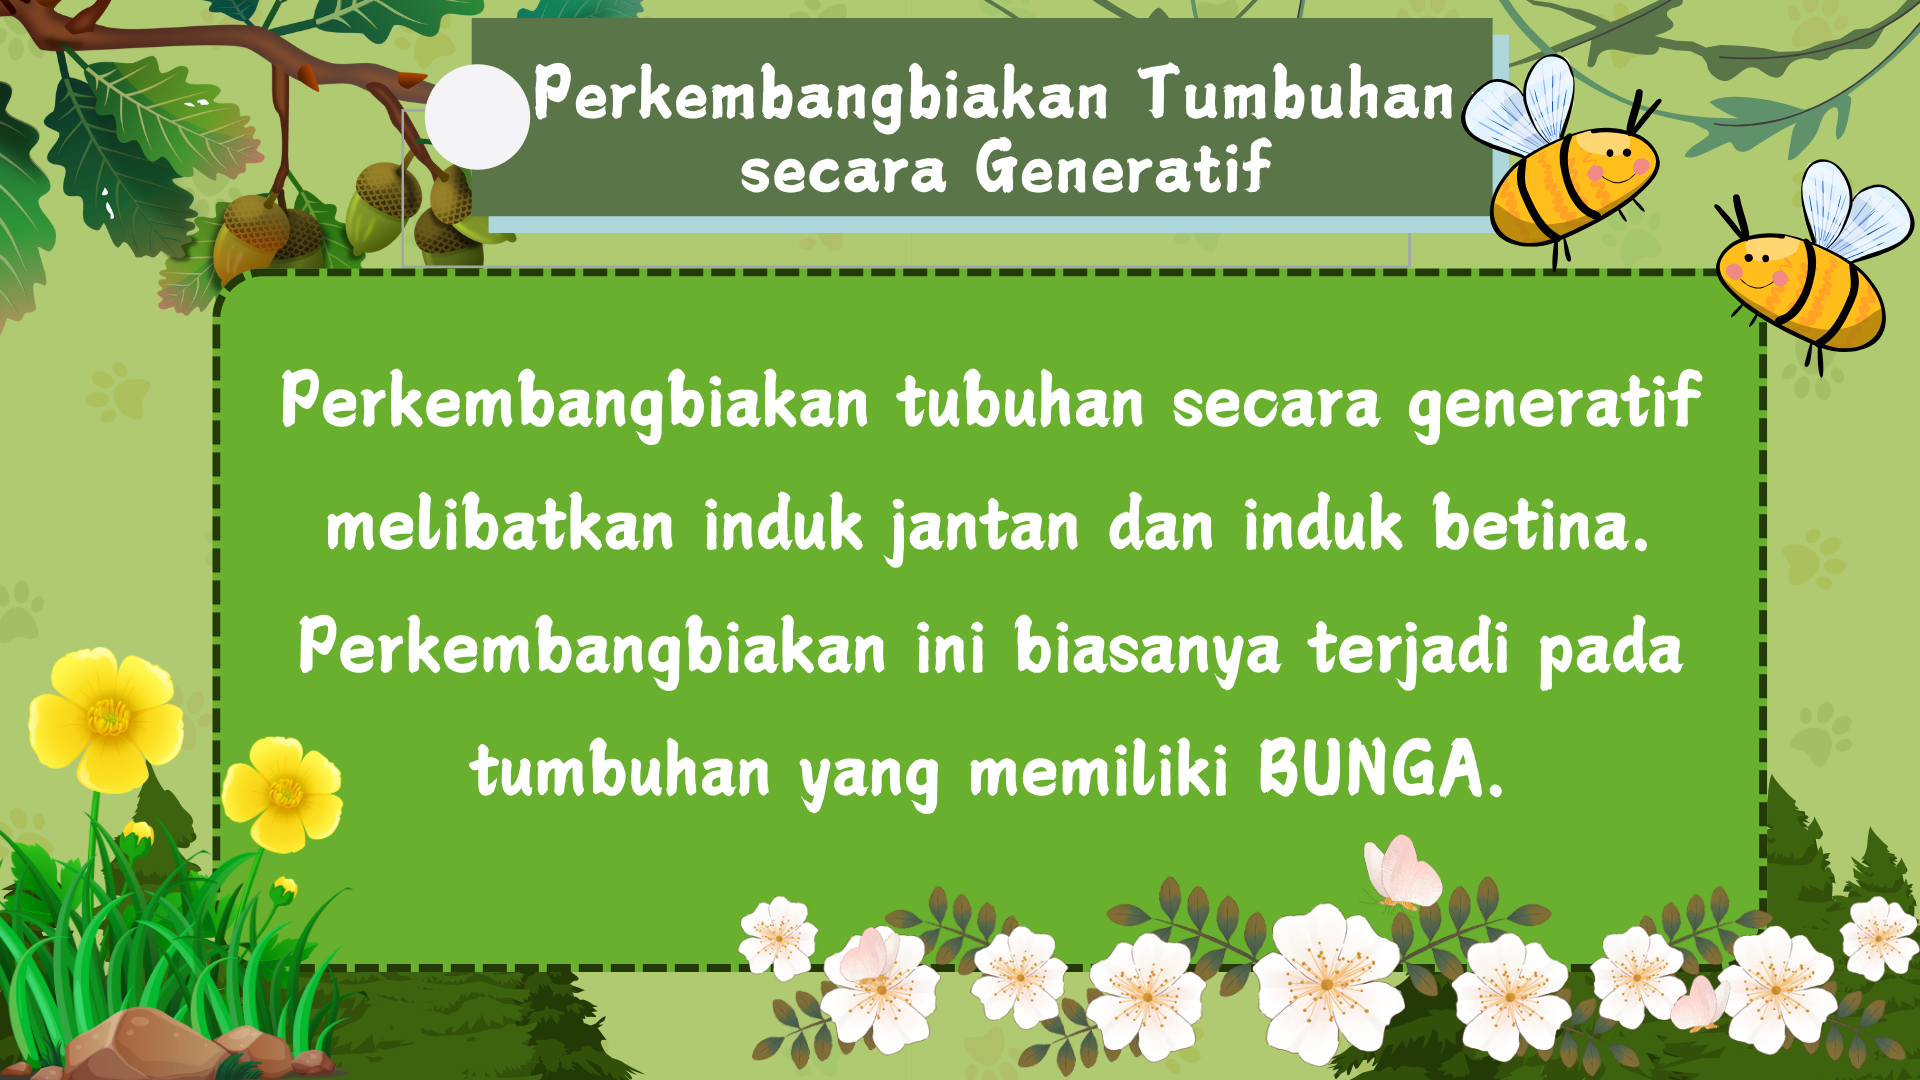 Perkembangbiakan Tumbuhan
secara Generatif
Perkembangbiakan tubuhan secara generatif
melibatkan induk jantan dan induk betina.
Perkembangbiakan ini biasanya terjadi pada
tumbuhan yang memiliki BUNGA.